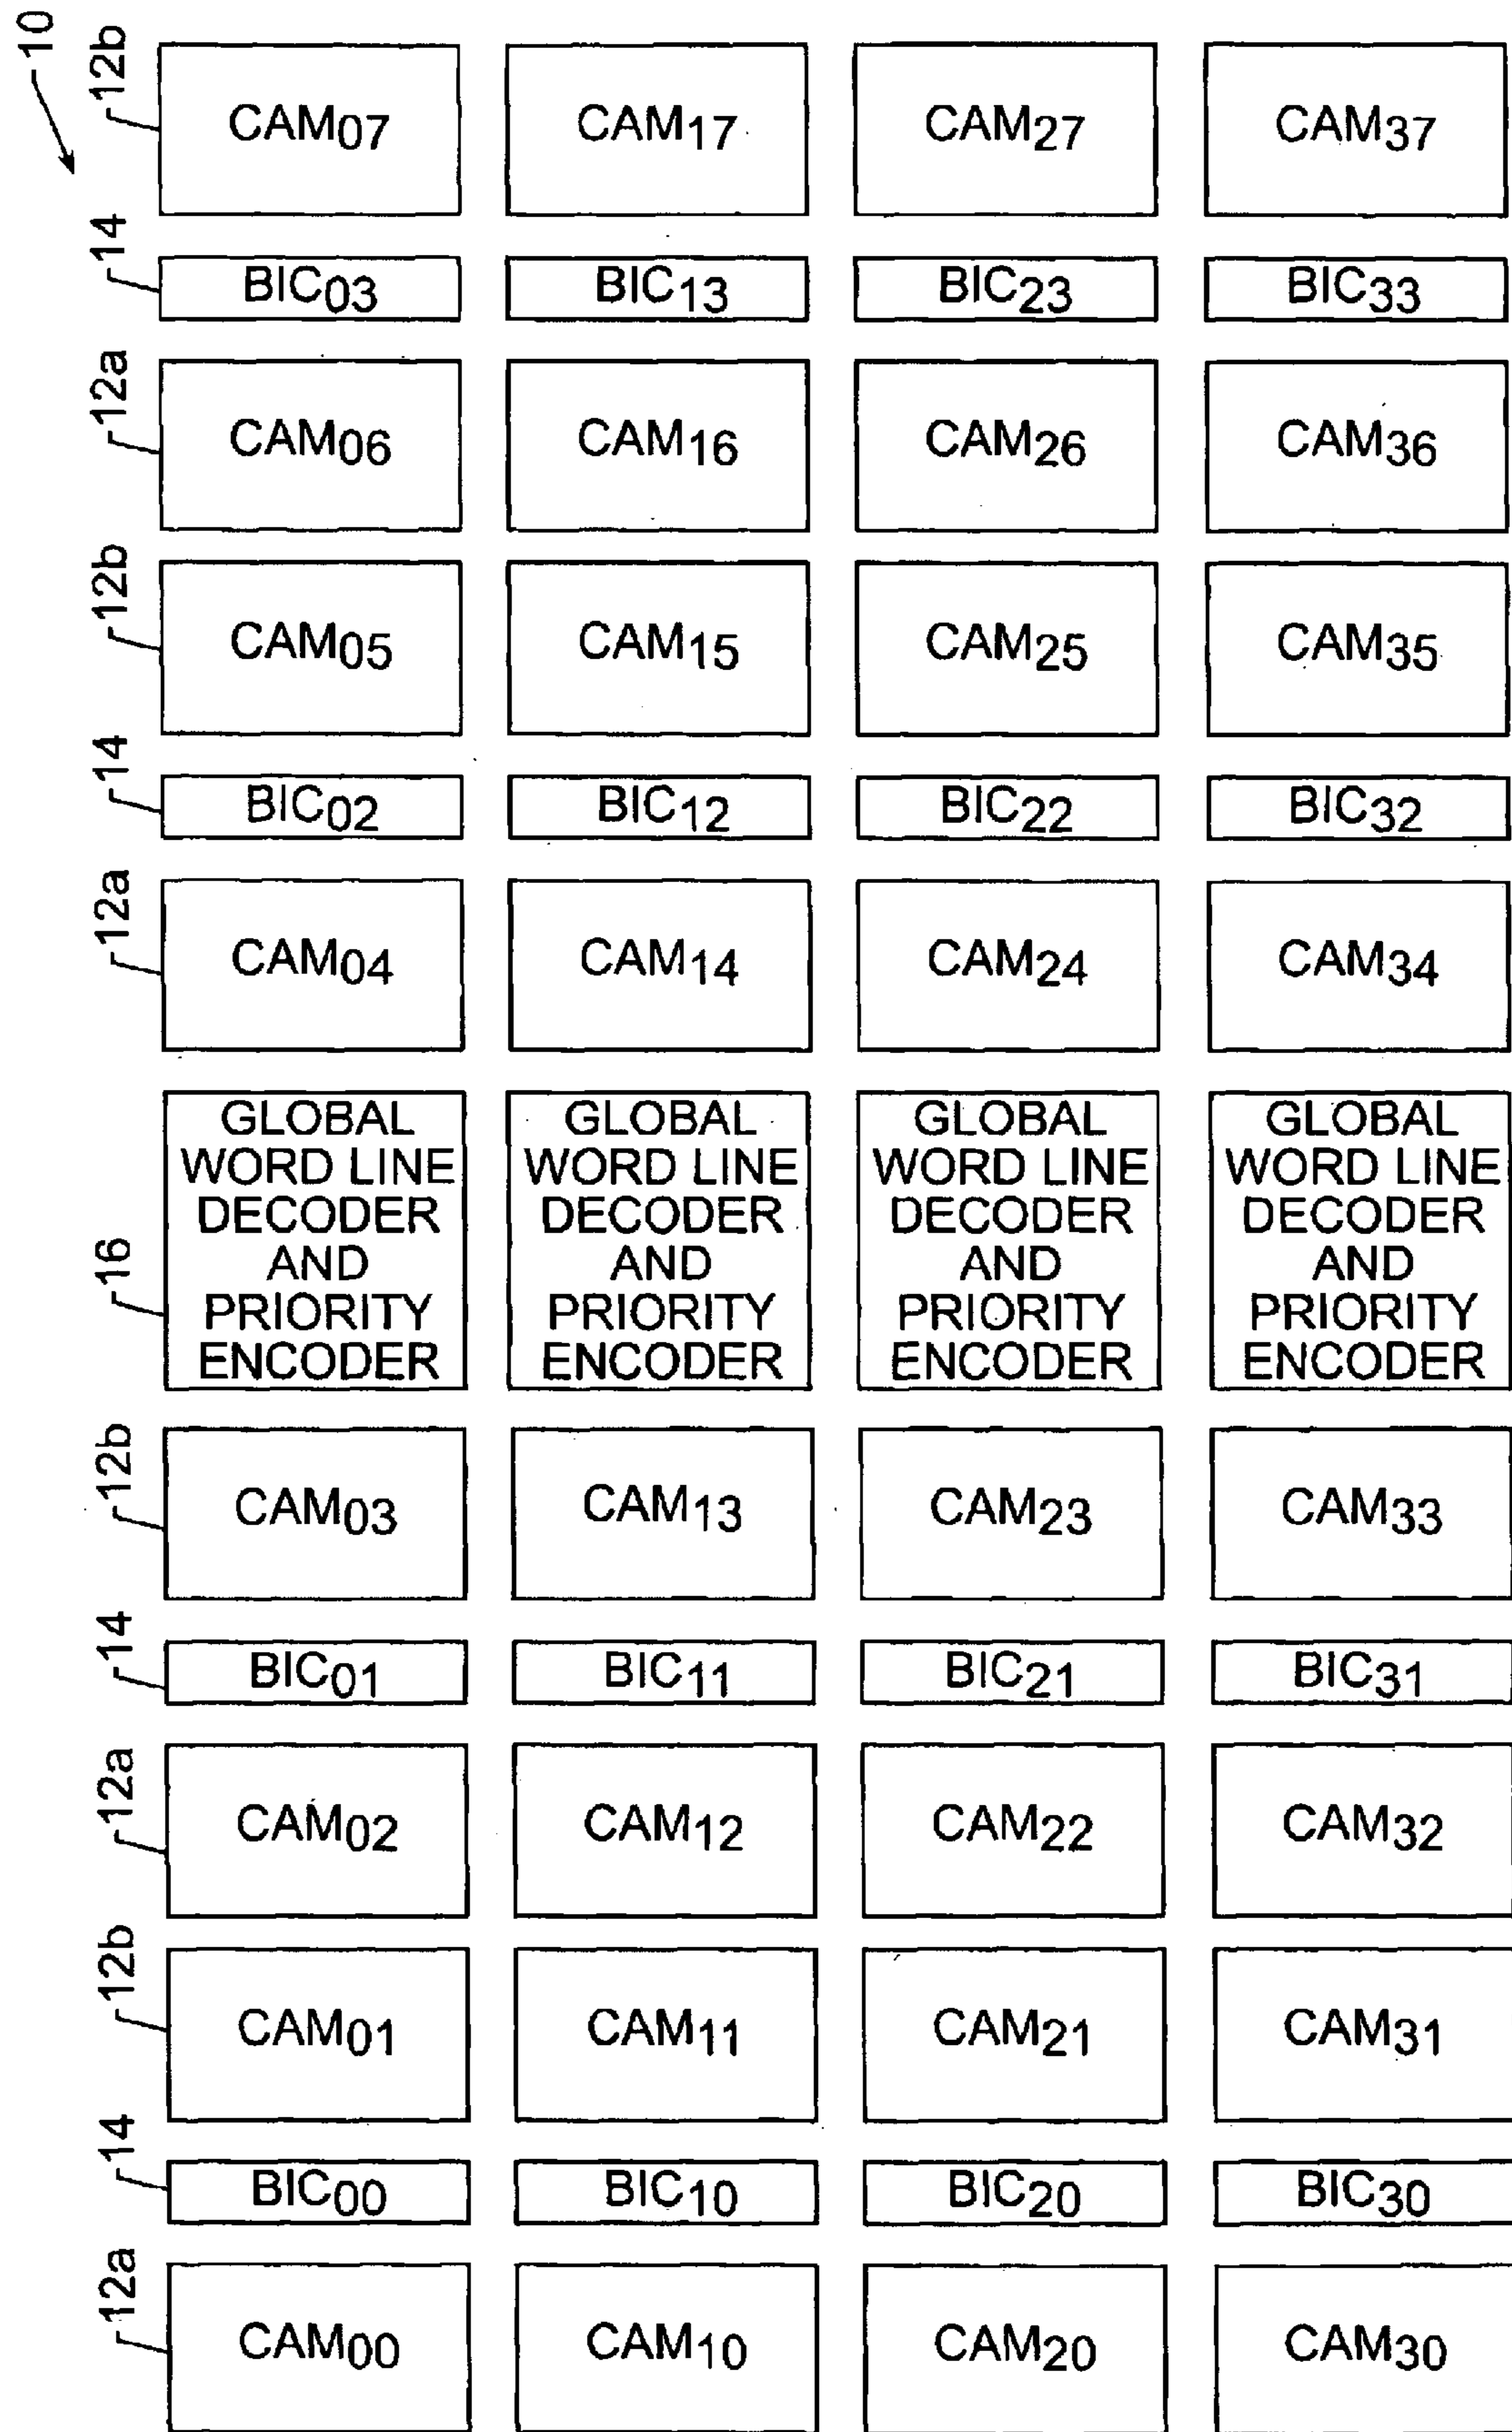 10
12b
CAM07 CAM17 CAM27 CAM37
14
BIC03 BIC13 BIC23 BIC33
12a
CAM06 CAM16 CAM26 CAM36
12b
CAM05 CAM15 CAM25 CAM35
14
BIC02 BIC12 BIC22 BIC32
12a
CAM04 CAM14 CAM24 CAM34
16
GLOBAL GLOBAL GLOBAL GLOBAL
WORD LINE WORD LINE WORD LINE WORD LINE
DECODER DECODER DECODER DECODER
AND AND AND AND
PRIORITY PRIORITY PRIORITY PRIORITY
ENCODER ENCODER ENCODER ENCODER
12b
CAM03 CAM13 CAM23 CAM33
14
BIC01 BIC11 BIC21 BIC31
12a
CAM02 CAM12 CAM22 CAM32
12b
CAM01 CAM11 CAM21 CAM31
14
BIC00 BIC10 BIC20 BIC30
12a
CAM00 CAM10 CAM20 CAM30